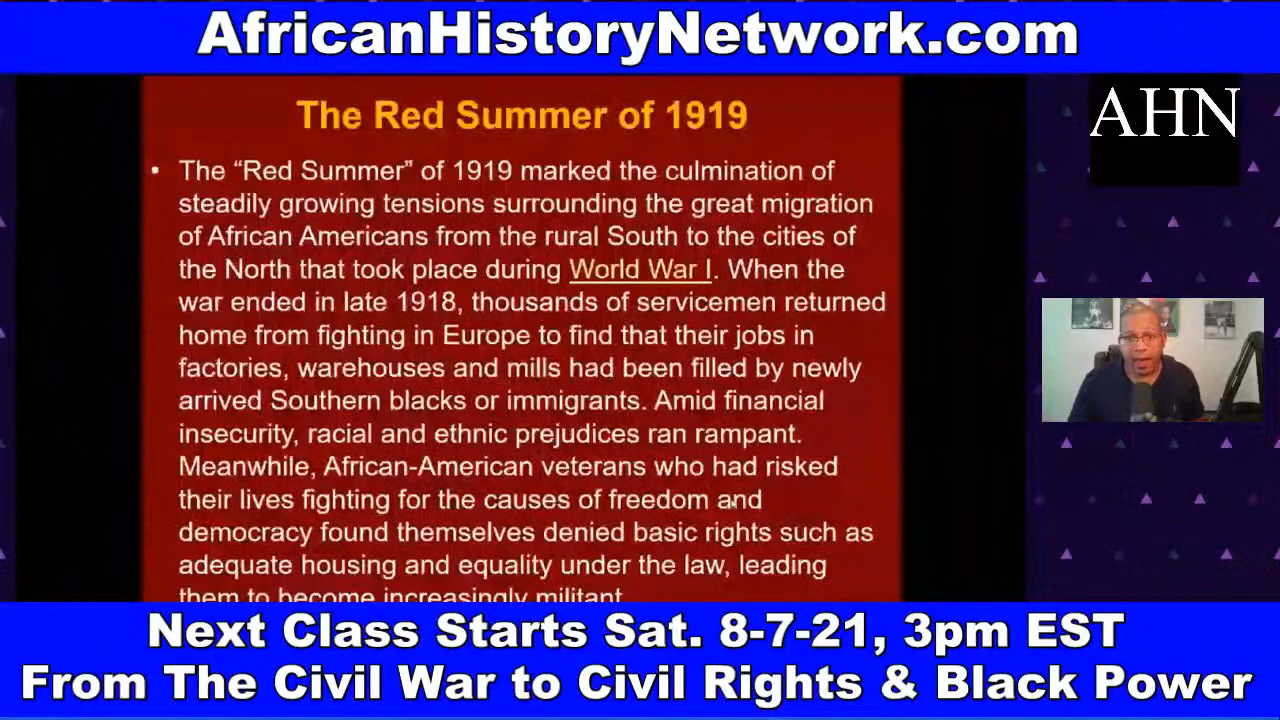 AfricanHistoryNetwork.com
AHN
The Red Summer of 1919
• The “Red Summer” of 1919 marked the culmination of
steadily growing tensions surrounding the great migration
of African Americans from the rural South to the cities of
the North that took place during World War I. When the
war ended in late 1918, thousands of servicemen returned
home from fighting in Europe to find that their jobs in
factories, warehouses and mills had been filled by newly
arrived Southern blacks or immigrants. Amid financial
insecurity, racial and ethnic prejudices ran rampant.
Meanwhile, African-American veterans who had risked
their lives fighting for the causes of freedom and
democracy found themselves denied basic rights such as
adequate housing and equality under the law, leading
them to become increasingly militant.
Next Class Starts Sat. 8-7-21, 3pm EST
From The Civil War to Civil Rights & Black Power